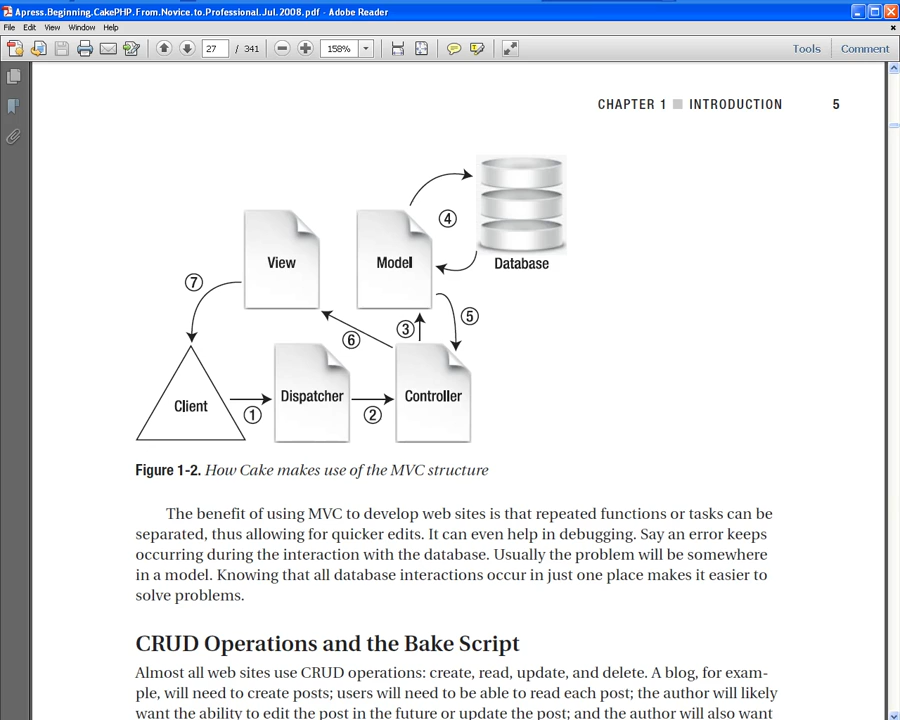 Apress.Beginning.CakePHP.From.Novice.to.Professional.Jul.2008.pdf - Adobe Reader
File Edit View Window Help
27 / 341 158% Tools Comment
CHAPTER 1 INTRODUCTION 5
④
View Model Database
⑦
⑤
③
⑥
Client Dispatcher Controller
① ②
Figure 1-2. How Cake makes use of the MVC structure
The benefit of using MVC to develop web sites is that repeated functions or tasks can be
separated, thus allowing for quicker edits. It can even help in debugging. Say an error keeps
occurring during the interaction with the database. Usually the problem will be somewhere
in a model. Knowing that all database interactions occur in just one place makes it easier to
solve problems.
CRUD Operations and the Bake Script
Almost all web sites use CRUD operations: create, read, update, and delete. A blog, for exam-
ple, will need to create posts; users will need to be able to read each post; the author will likely
want the ability to edit the post in the future or update the post; and the author will also want